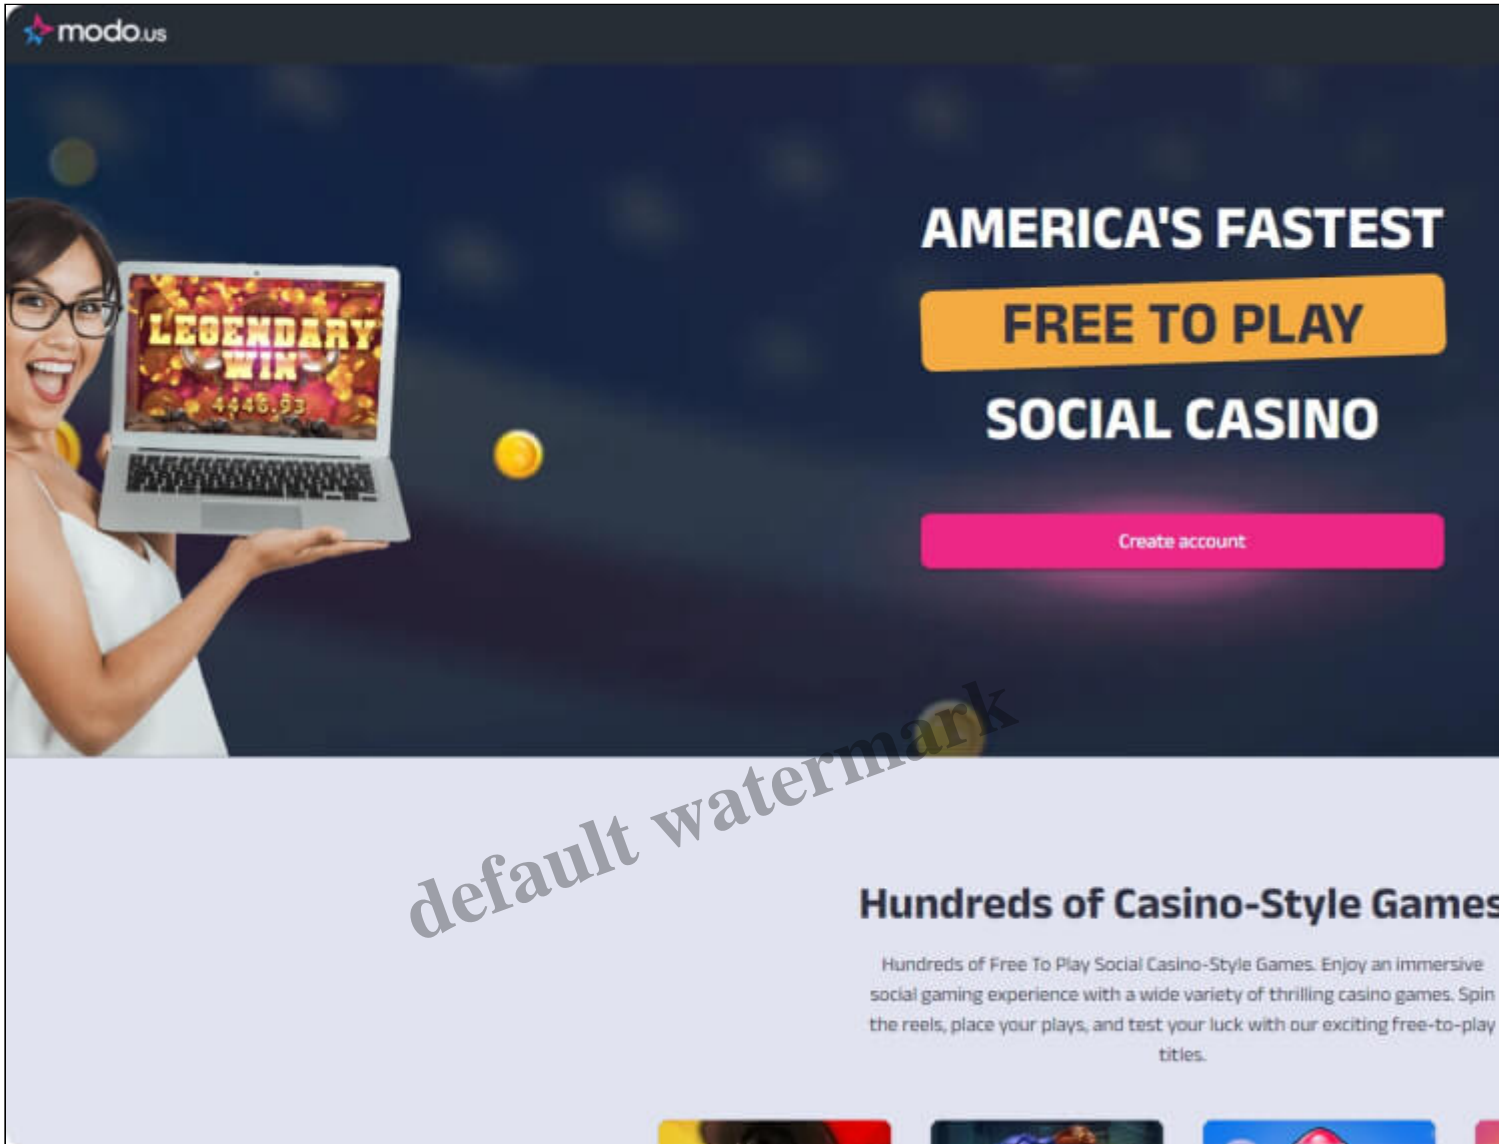 modo.us
AMERICA'S FASTEST
FREE TO PLAY
SOCIAL CASINO
LEGENDARY
WIN
4446.93
Create account
default watermark
Hundreds of Casino-Style Games
Hundreds of Free To Play Social Casino-Style Games. Enjoy an immersive
social gaming experience with a wide variety of thrilling casino games. Spin
the reels, place your plays, and test your luck with our exciting free-to-play
titles.